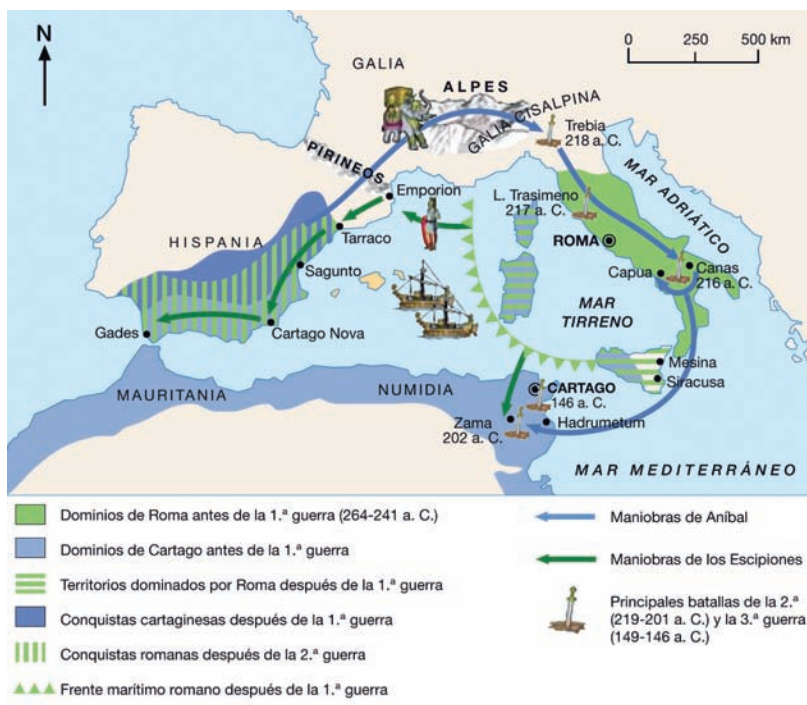 N
0 250 500 km
GALIA
ALPES
GALIA CISALPINA
Trebia
218 a. C.
PIRINEOS
Emporion
L. Trasimeno
217 a. C.
MAR ADRIÁTICO
HISPANIA
Tarraco
ROMA
Sagunto
Capua
Canas
216 a. C.
MAR
TIRRENO
Gades
Cartago Nova
Mesina
Siracusa
MAURITANIA
NUMIDIA
CARTAGO
146 a. C.
Zama
202 a. C.
Hadrumetum
MAR MEDITERRÁNEO
Dominios de Roma antes de la 1.ª guerra (264-241 a. C.)
Dominios de Cartago antes de la 1.ª guerra
Territorios dominados por Roma después de la 1.ª guerra
Conquistas cartaginesas después de la 1.ª guerra
Conquistas romanas después de la 2.ª guerra
Frente marítimo romano después de la 1.ª guerra
Maniobras de Aníbal
Maniobras de los Escipiones
Principales batallas de la 2.ª
(219-201 a. C.) y la 3.ª guerra
(149-146 a. C.)